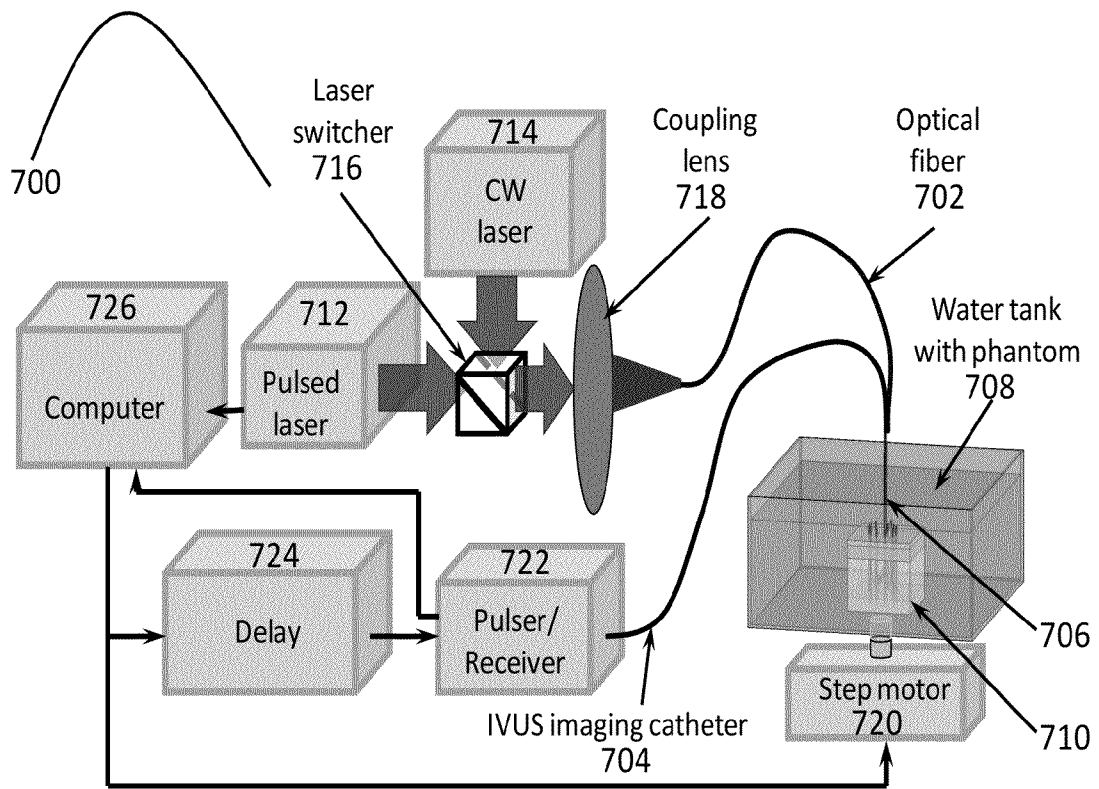 700
Laser
switcher
716
714
CW
laser
Coupling
lens
718
Optical
fiber
702
726
Computer
712
Pulsed
laser
Water tank
with phantom
708
724
Delay
722
Pulser/
Receiver
706
Step motor
720
710
IVUS imaging catheter
704